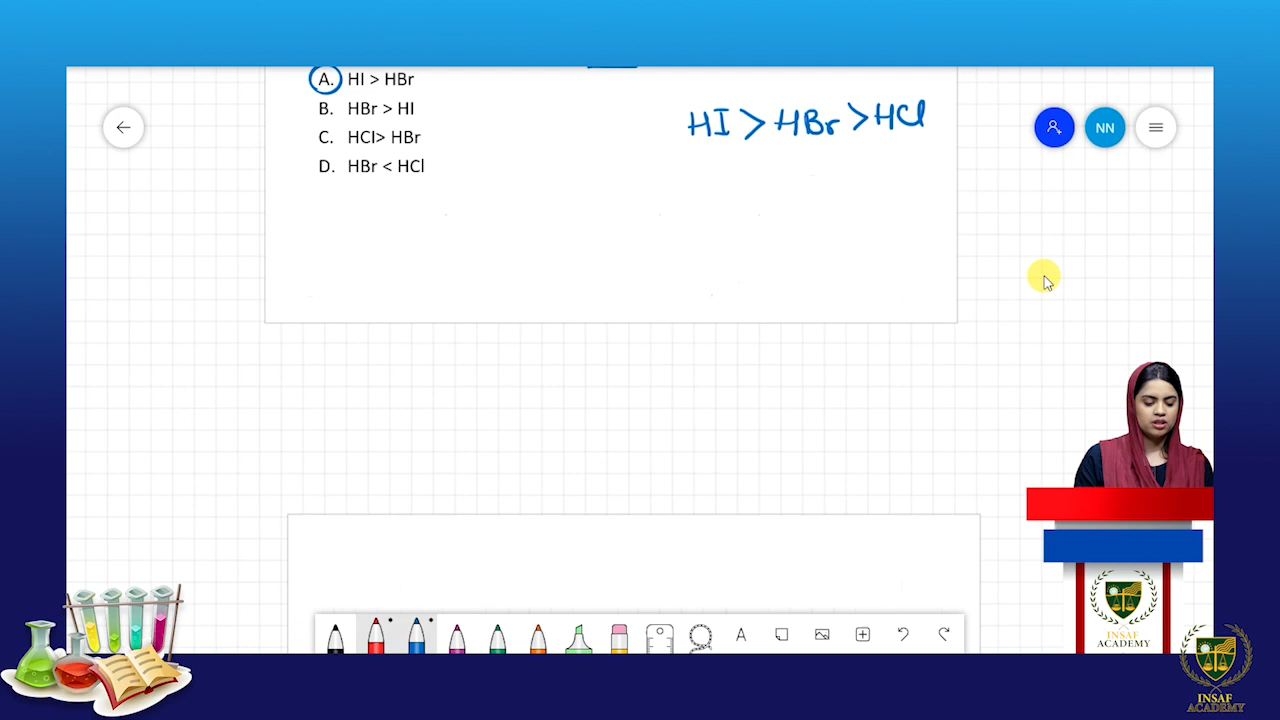 A. HI > HBr
B. HBr > HI
C. HCl> HBr
D. HBr < HCl
HI > HBr > HCl
NN
A
INSAF
ACADEMY
INSAF
ACADEMY